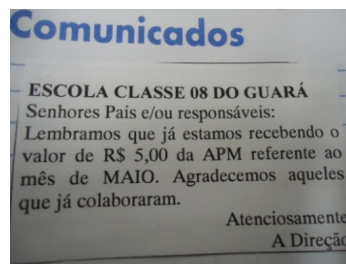 Comunicados
ESCOLA CLASSE 08 DO GUARÁ
Senhores Pais e/ou responsáveis:
Lembramos que já estamos recebendo o
valor de R$ 5,00 da APM referente ao
mês de MAIO. Agradecemos aqueles
que já colaboraram.
Atenciosamente
A Direção